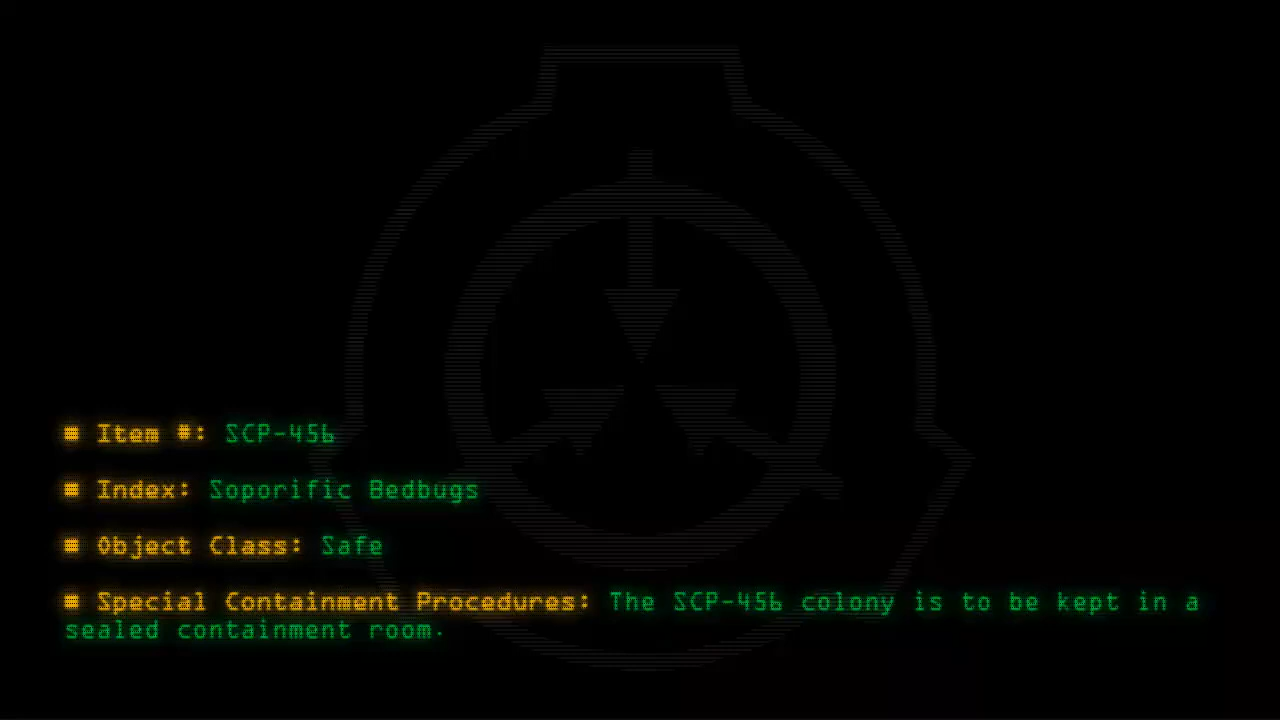 ■ Item #: SCP-456
■ Index: Soporific Bedbugs
■ Object Class: Safe
■ Special Containment Procedures: The SCP-456 colony is to be kept in a
sealed containment room.